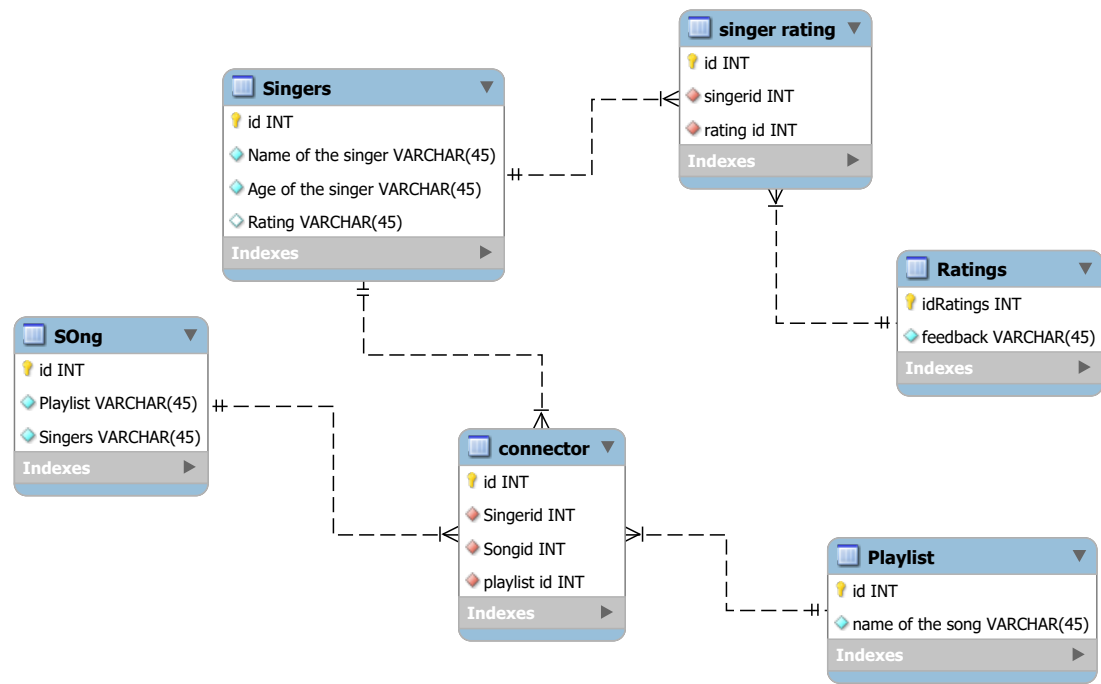 singer rating
id INT
singerid INT
rating id INT
Indexes
Singers
id INT
Name of the singer VARCHAR(45)
Age of the singer VARCHAR(45)
Rating VARCHAR(45)
Indexes
Ratings
idRatings INT
feedback VARCHAR(45)
Indexes
SOng
id INT
Playlist VARCHAR(45)
Singers VARCHAR(45)
Indexes
connector
id INT
Singerid INT
Songid INT
playlist id INT
Indexes
Playlist
id INT
name of the song VARCHAR(45)
Indexes